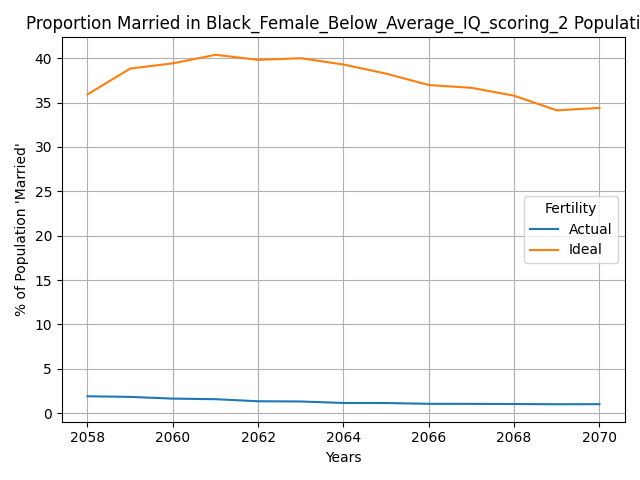 Proportion Married in Black_Female_Below_Average_IQ_scoring_2 Populati
% of Population 'Married'
40
35
30
25
20
15
10
5
0
Fertility
Actual
Ideal
2058 2060 2062 2064 2066 2068 2070
Years